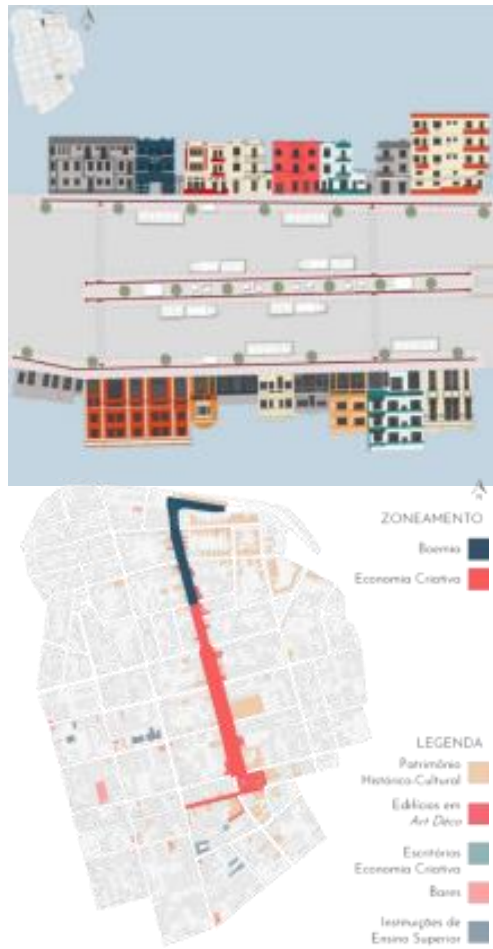 ZONEAMENTO
Boemia
Economia Criativa
LEGENDA
Patrimônio
Histórico-Cultural
Edifícios em
Art Déco
Escritórios
Economia Criativa
Bares
Instituições de
Ensino Superior